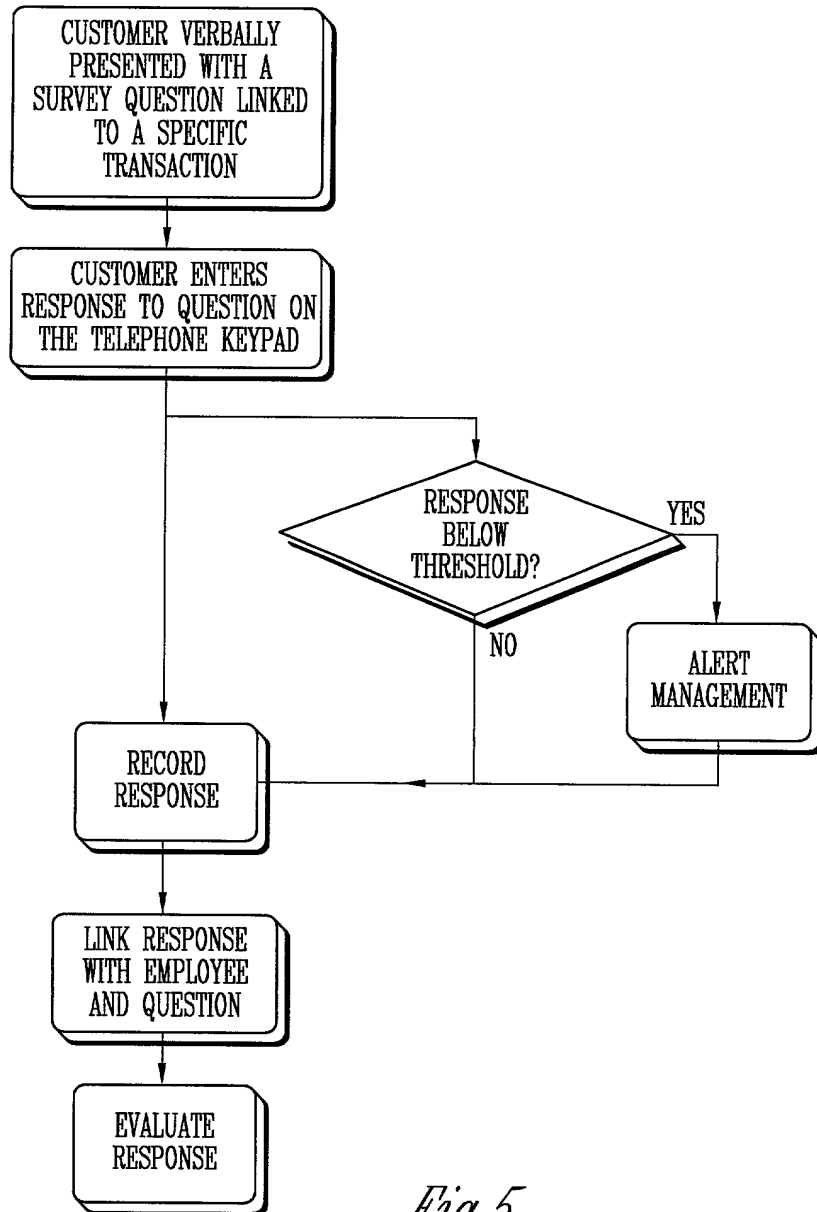 CUSTOMER VERBALLY
PRESENTED WITH A
SURVEY QUESTION LINKED
TO A SPECIFIC
TRANSACTION
CUSTOMER ENTERS
RESPONSE TO QUESTION ON
THE TELEPHONE KEYPAD
RESPONSE
BELOW
THRESHOLD?
YES
NO
ALERT
MANAGEMENT
RECORD
RESPONSE
LINK RESPONSE
WITH EMPLOYEE
AND QUESTION
EVALUATE
RESPONSE
Fig. 5